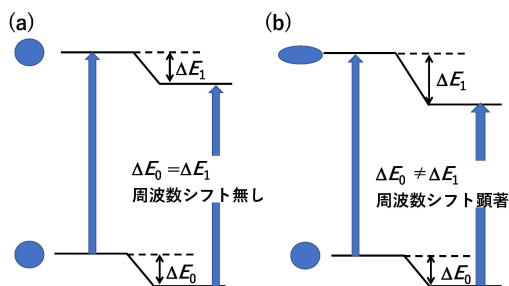 (a)
ΔE₁
ΔE₀ =ΔE₁
周波数シフト無し
ΔE₀
(b)
ΔE₁
ΔE₀ ≠ ΔE₁
周波数シフト顕著
ΔE₀